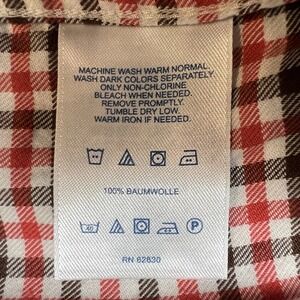 MACHINE WASH WARM NORMAL.
WASH DARK COLORS SEPARATELY.
ONLY NON-CHLORINE
BLEACH WHEN NEEDED.
REMOVE PROMPTLY.
TUMBLE DRY LOW.
WARM IRON IF NEEDED.
100% BAUMWOLLE
40 P
RN 62830